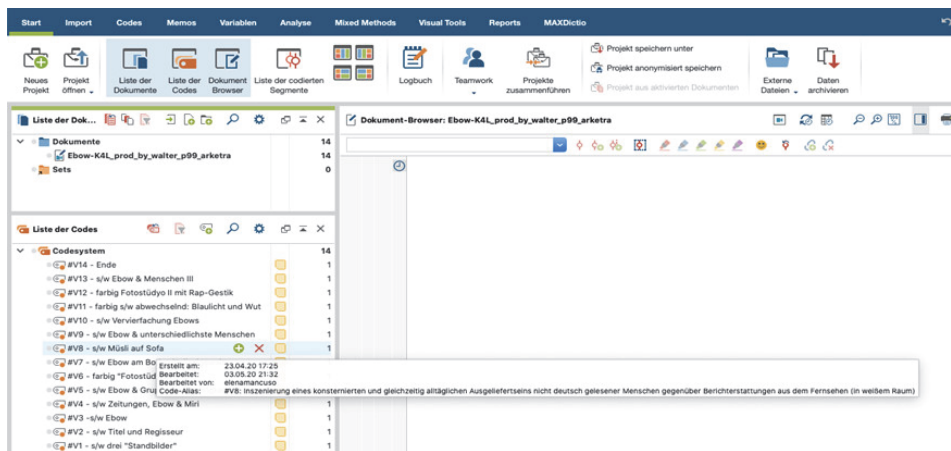 Start Import Codes Memos Variablen Analyse Mixed Methods Visual Tools Reports MAXDictio
Neues Projekt
Projekt öffnen
Liste der Dokumente
Liste der Codes
Dokument Browser
Liste der codierten Segmente
Logbuch
Teamwork
Projekte zusammenführen
Projekt speichern unter
Projekt anonymisiert speichern
Projekt aus aktivierten Dokumenten
Externe Dateien
Daten archivieren
Liste der Dok...
Dokumente 14
Ebow-K4L_prod_by_walter_p99_arketra 14
Sets 0
Dokument-Browser: Ebow-K4L_prod_by_walter_p99_arketra
Liste der Codes
Codesystem 14
#V14 - Ende 1
#V13 - s/w Ebow & Menschen III 1
#V12 - farbig Fotostüdyo II mit Rap-Gestik 1
#V11 - farbig s/w abwechselnd: Blaulicht und Wut 1
#V10 - s/w Vervierfachung Ebows 1
#V9 - s/w Ebow & unterschiedlichste Menschen 1
#V8 - s/w Müsli auf Sofa 1
#V7 - s/w Ebow am Bo
#V6 - farbig "Fotostüd
#V5 - s/w Ebow & Gru
Erstellt am: 23.04.20 17:25
Bearbeitet: 03.05.20 21:32
Bearbeitet von: elenamancuso
Code-Alias: #V8: Inszenierung eines konsternierten und gleichzeitig alltäglichen Ausgeliefertseins nicht deutsch gelesener Menschen gegenüber Berichterstattungen aus dem Fernsehen (in weißem Raum)
#V4 - s/w Zeitungen, Ebow & Miri 1
#V3 -s/w Ebow 1
#V2 - s/w Titel und Regisseur 1
#V1 - s/w drei "Standbilder" 1